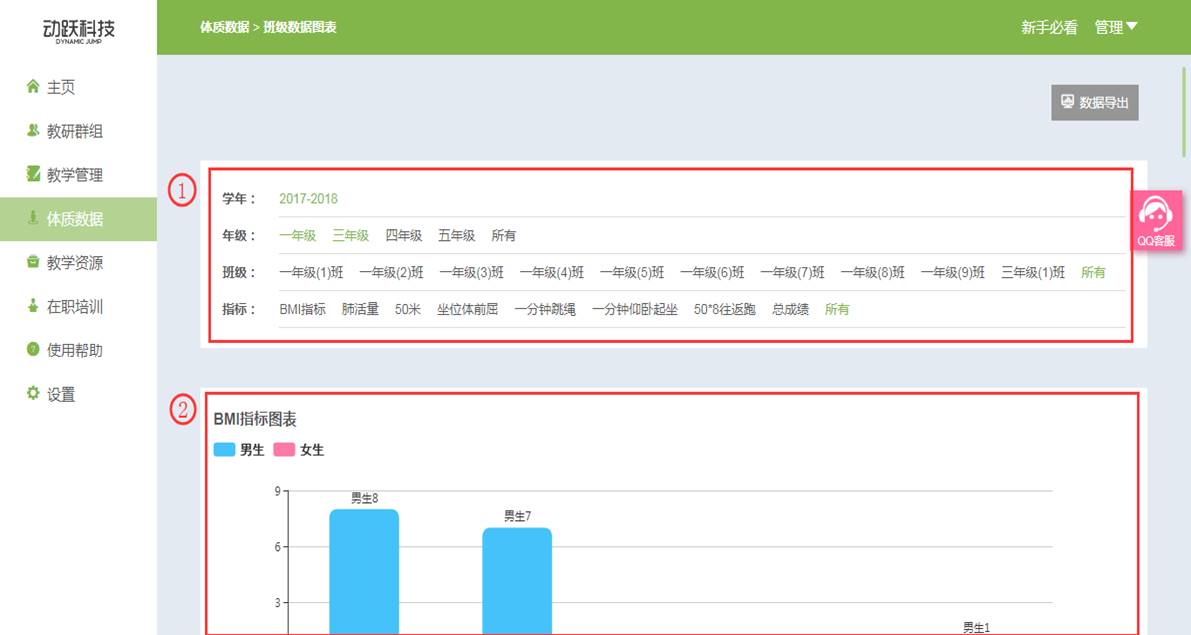 动跃科技
DYNAMIC JUMP
体质数据 > 班级数据图表
新手必看 管理
主页
教研群组
教学管理
体质数据
教学资源
在职培训
使用帮助
设置
数据导出
①
学年： 2017-2018
年级： 一年级 三年级 四年级 五年级 所有
班级： 一年级(1)班 一年级(2)班 一年级(3)班 一年级(4)班 一年级(5)班 一年级(6)班 一年级(7)班 一年级(8)班 一年级(9)班 三年级(1)班 所有
指标： BMI指标 肺活量 50米 坐位体前屈 一分钟跳绳 一分钟仰卧起坐 50*8往返跑 总成绩 所有
QQ客服
②
BMI指标图表
男生 女生
9
男生8
男生7
6
3
男生1